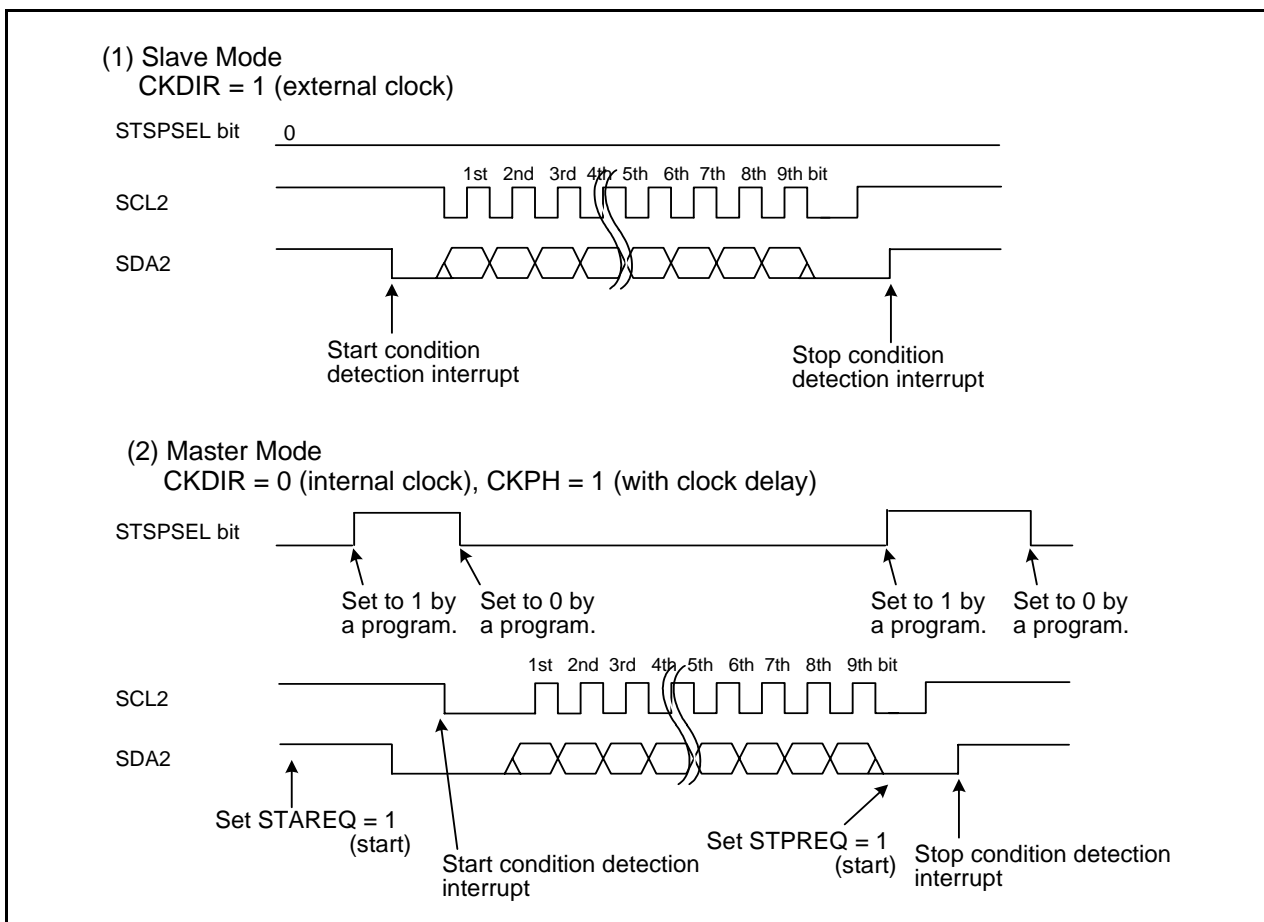 (1) Slave Mode
CKDIR = 1 (external clock)
STSPSEL bit
0
1st 2nd 3rd 4th 5th 6th 7th 8th 9th bit
SCL2
SDA2
Start condition
detection interrupt
Stop condition
detection interrupt
(2) Master Mode
CKDIR = 0 (internal clock), CKPH = 1 (with clock delay)
STSPSEL bit
Set to 1 by
a program.
Set to 0 by
a program.
Set to 1 by
a program.
Set to 0 by
a program.
1st 2nd 3rd 4th 5th 6th 7th 8th 9th bit
SCL2
SDA2
Set STAREQ = 1
(start)
Start condition detection
interrupt
Set STPREQ = 1
(start)
Stop condition detection
interrupt